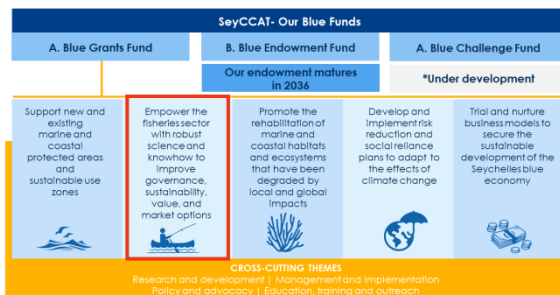 SeyCCAT- Our Blue Funds
A. Blue Grants Fund
B. Blue Endowment Fund
A. Blue Challenge Fund
Our endowment matures
in 2036
*Under development
Support new and
existing
marine and
coastal
protected areas
and
sustainable use
zones
Empower the
fisheries sector
with robust
science and
knowhow to
improve
governance,
sustainability,
value, and
market options
Promote the
rehabilitation of
marine and
coastal habitats
and ecosystems
that have been
degraded by
local and global
impacts
Develop and
implement risk
reduction and
social reliance
plans to adapt to
the effects of
climate change
Trial and nurture
business models to
secure the
sustainable
development of the
Seychelles blue
economy
CROSS-CUTTING THEMES
Research and development | Management and implementation
Policy and advocacy | Education, training and outreach